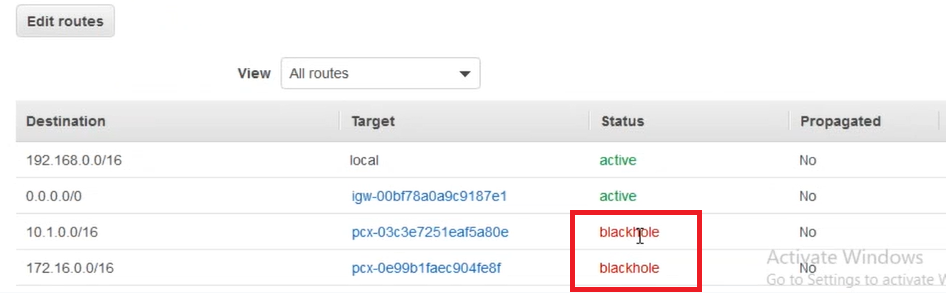 Edit routes
View All routes
Destination Target Status Propagated
192.168.0.0/16 local active No
0.0.0.0/0 igw-00bf78a0a9c9187e1 active No
10.1.0.0/16 pcx-03c3e7251eaf5a80e blackhole No
172.16.0.0/16 pcx-0e99b1faec904fe8f blackhole No
Activate Windows
Go to Settings to activate W